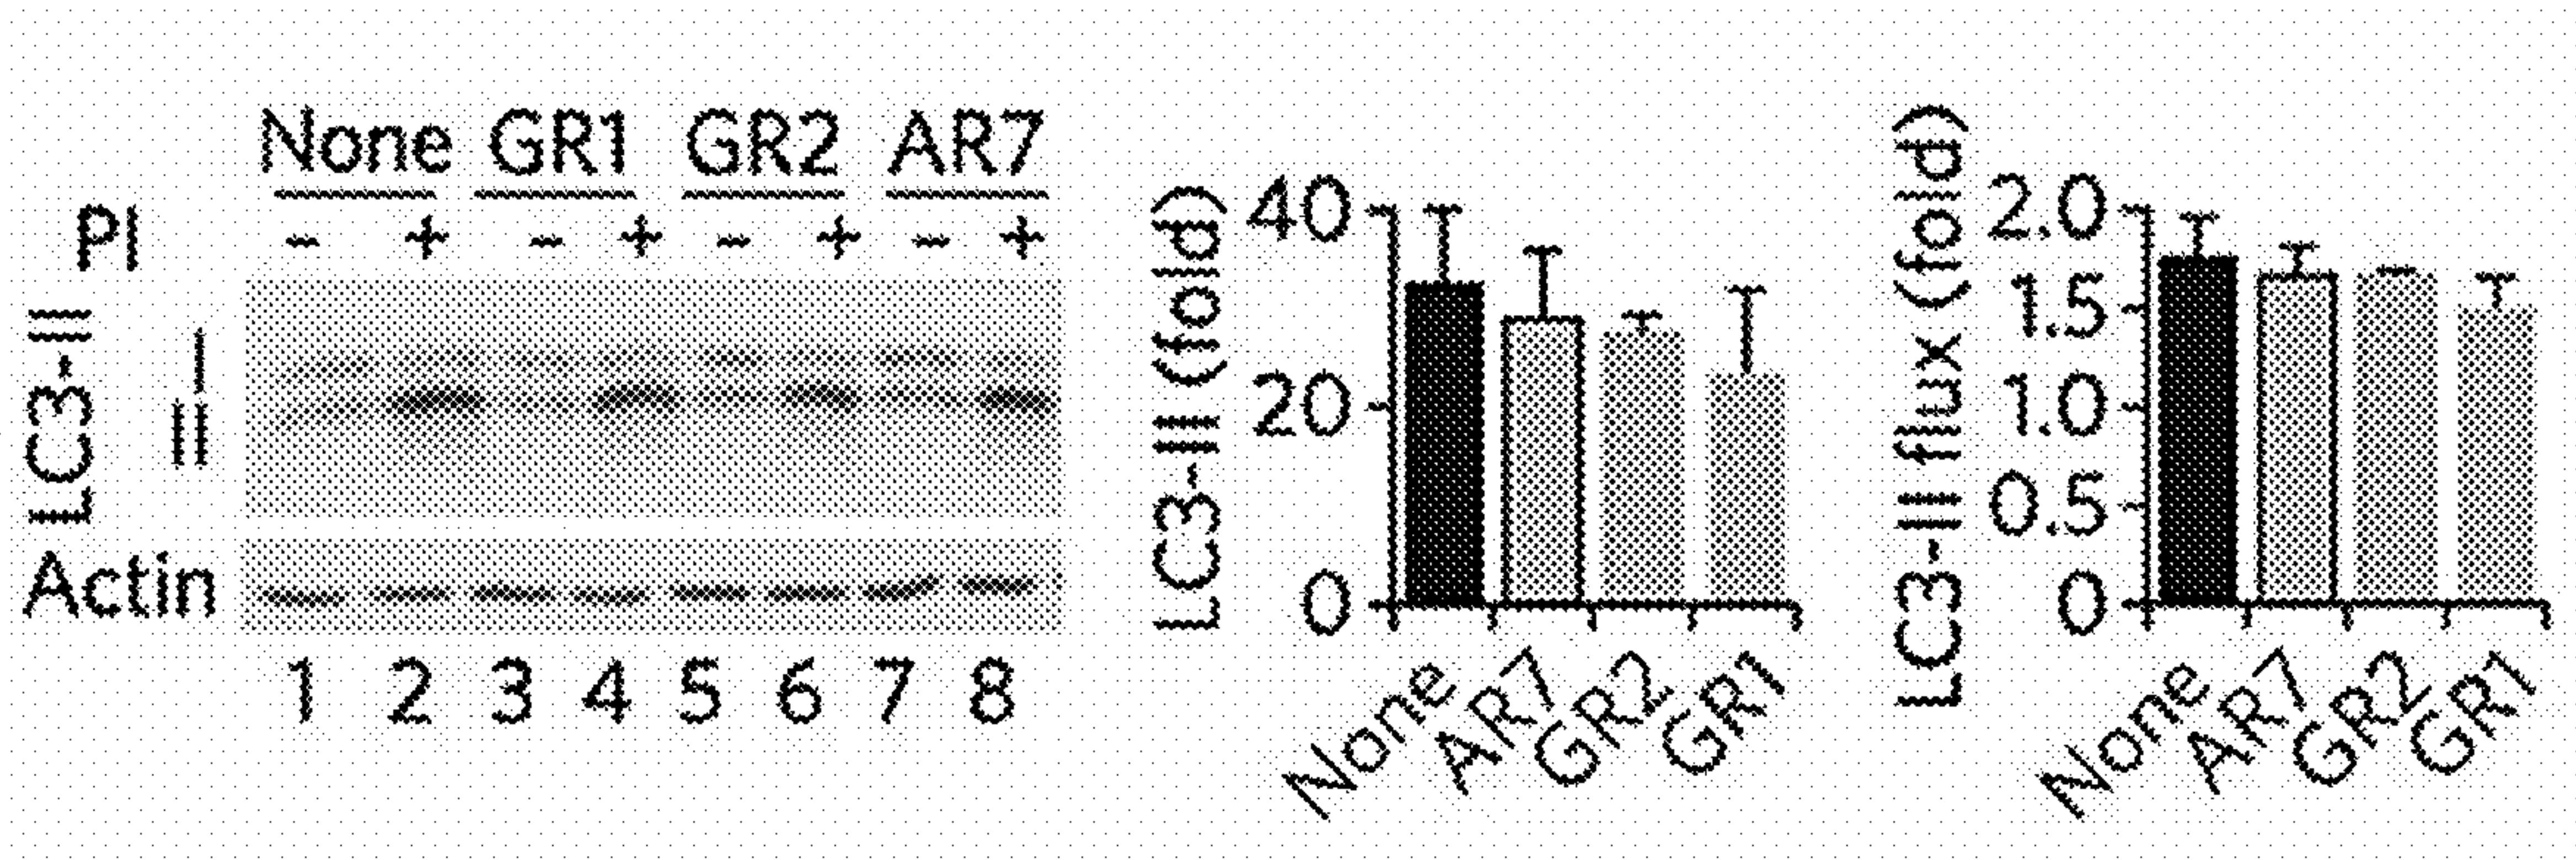 None GR1 GR2 AR7
PI - + - + - + - +
LC3-II
I
II
Actin
1 2 3 4 5 6 7 8
LC3-II (fold)
40
20
0
None AR7 GR2 GR1
LC3-II flux (fold)
2.0
1.5
1.0
0.5
0
None AR7 GR2 GR1